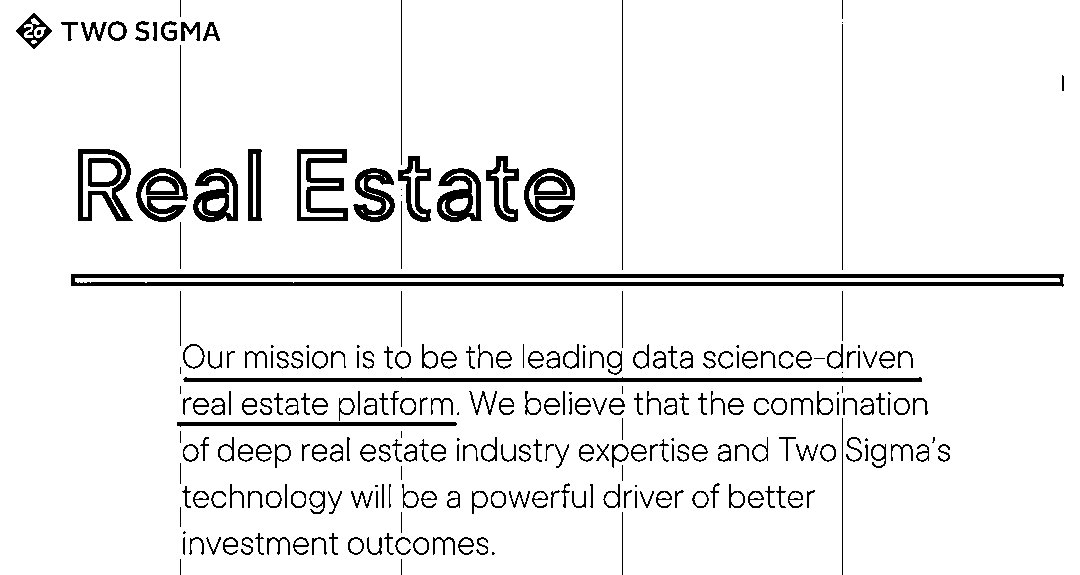 TWO SIGMA
Real Estate
Our mission is to be the leading data science-driven
real estate platform. We believe that the combination
of deep real estate industry expertise and Two Sigma's
technology will be a powerful driver of better
investment outcomes.